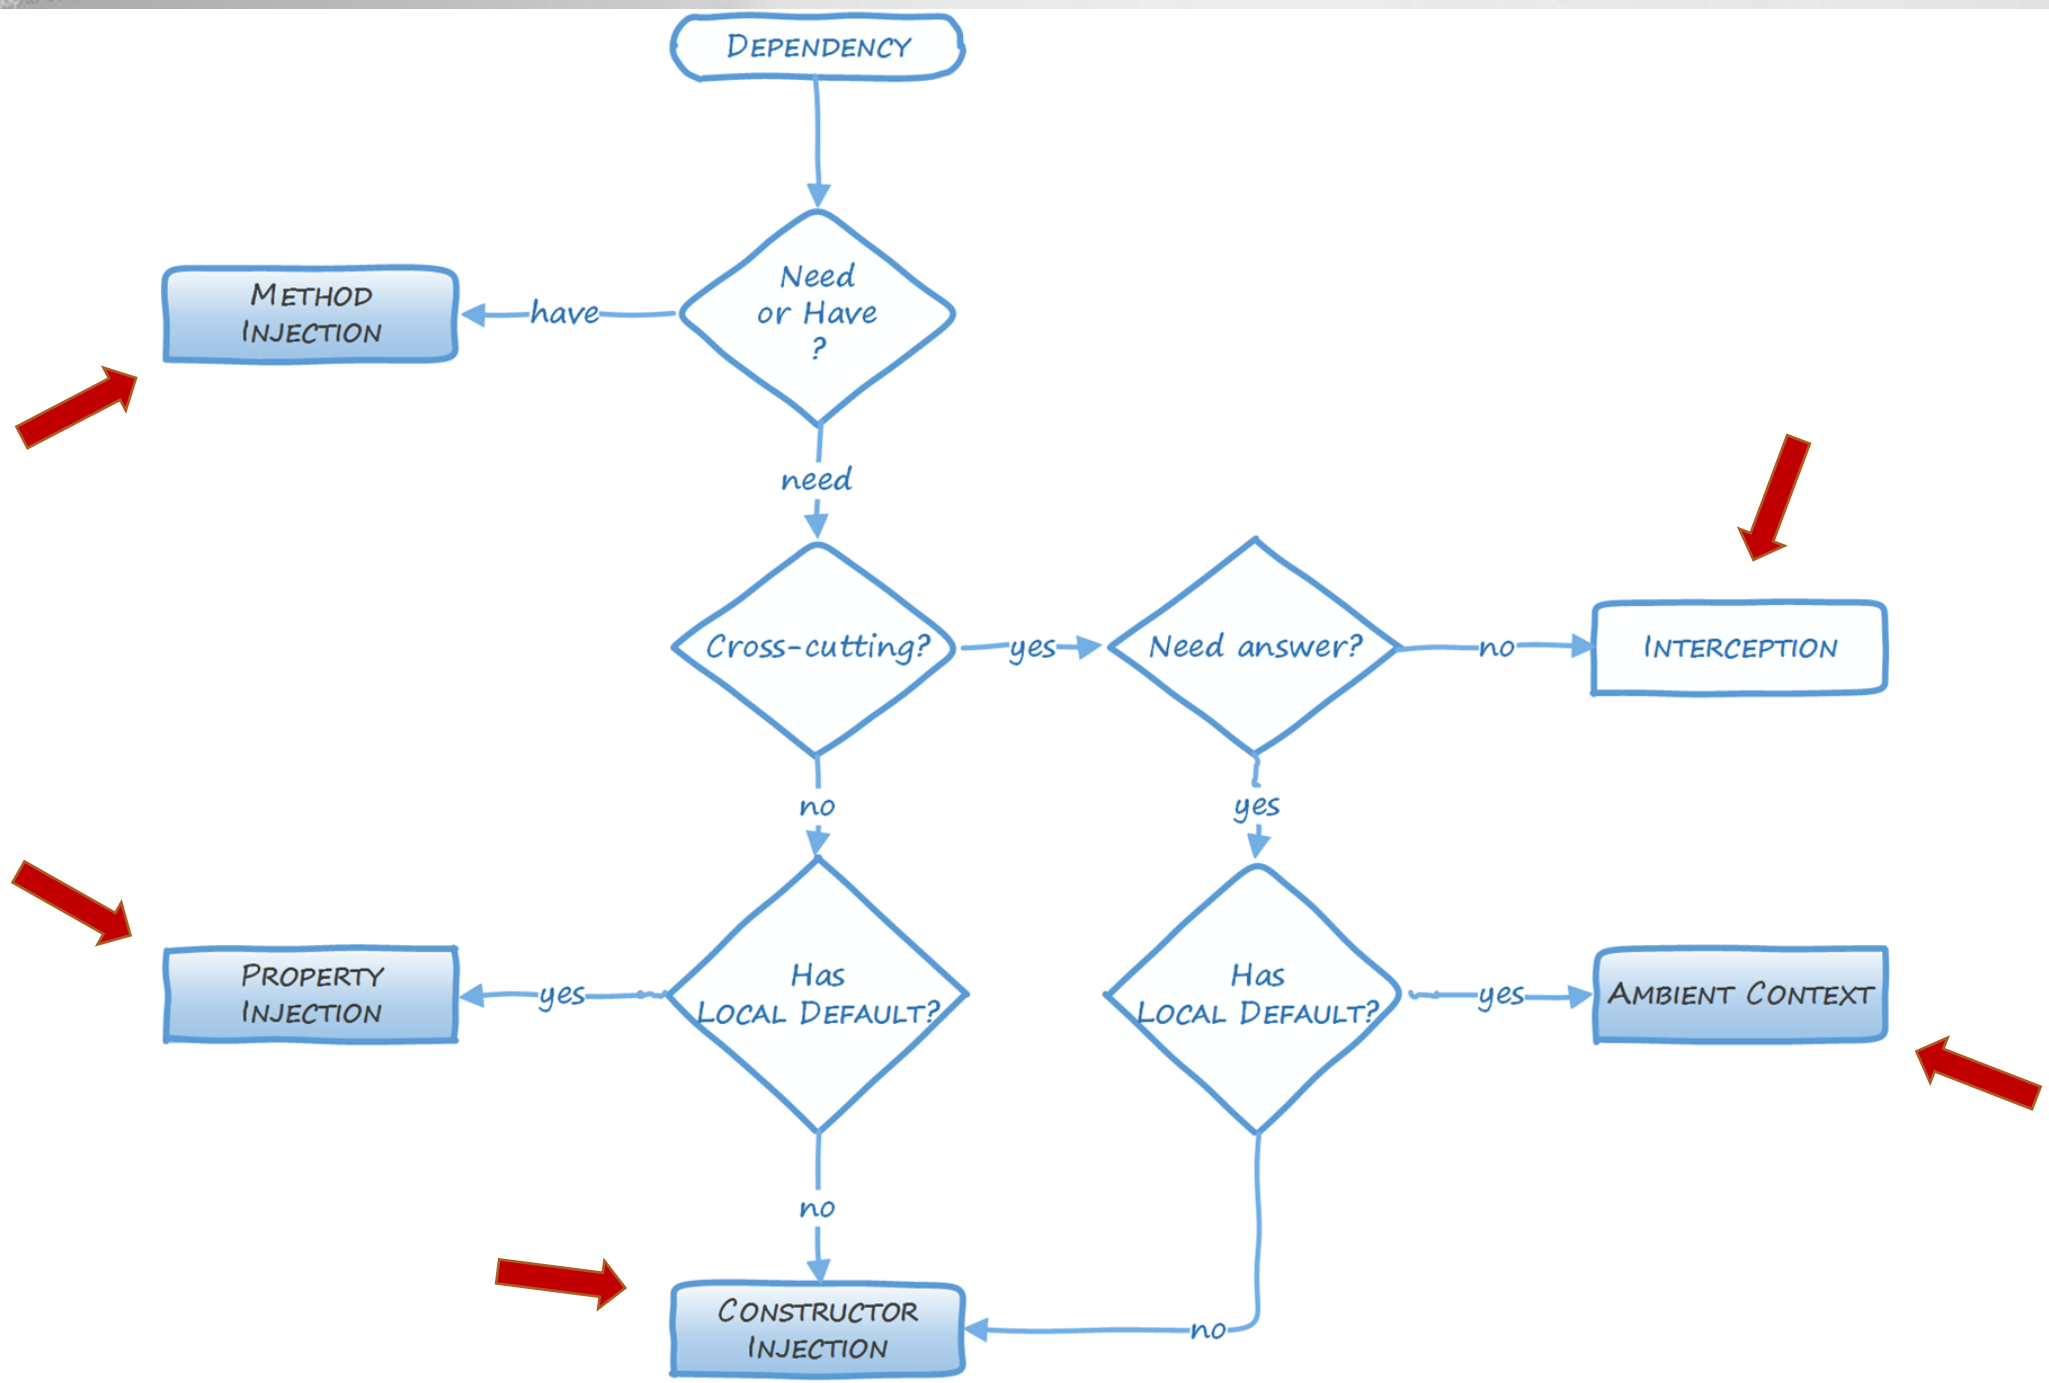 DEPENDENCY
Need
or Have
?
have
METHOD
INJECTION
need
Cross-cutting?
yes
Need answer?
no
INTERCEPTION
no
yes
Has
LOCAL DEFAULT?
yes
PROPERTY
INJECTION
Has
LOCAL DEFAULT?
yes
AMBIENT CONTEXT
no
CONSTRUCTOR
INJECTION
no